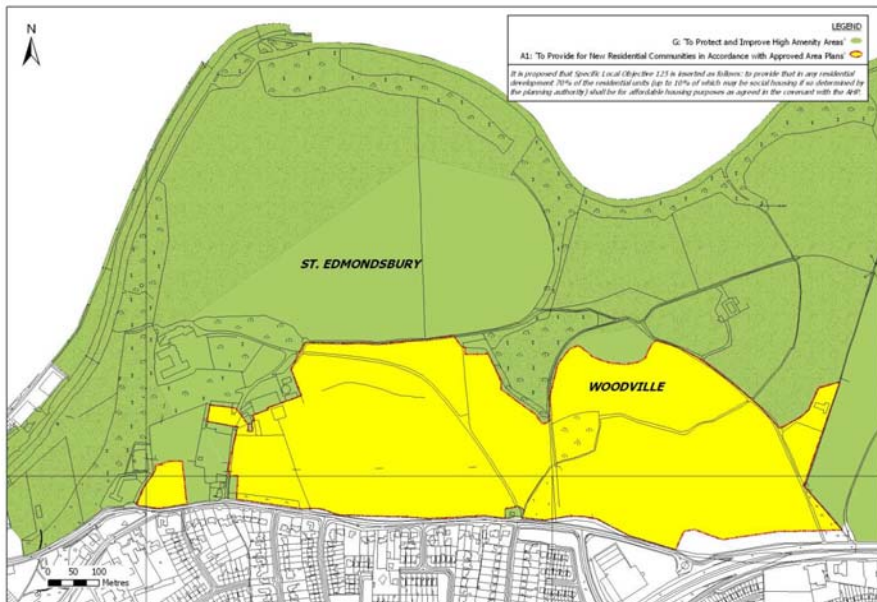 N
LEGEND
G: 'To Protect and Improve High Amenity Areas'
A1: 'To Provide for New Residential Communities in Accordance with Approved Area Plans'
It is proposed that Specific Local Objective 125 is inserted as follows: to provide that in any residential
development 70% of the residential units (up to 10% of which may be social housing if so determined by
the planning authority) shall be for affordable housing purposes as agreed in the covenant with the AHP.
ST. EDMONDSBURY
WOODVILLE
0 50 100
Metres